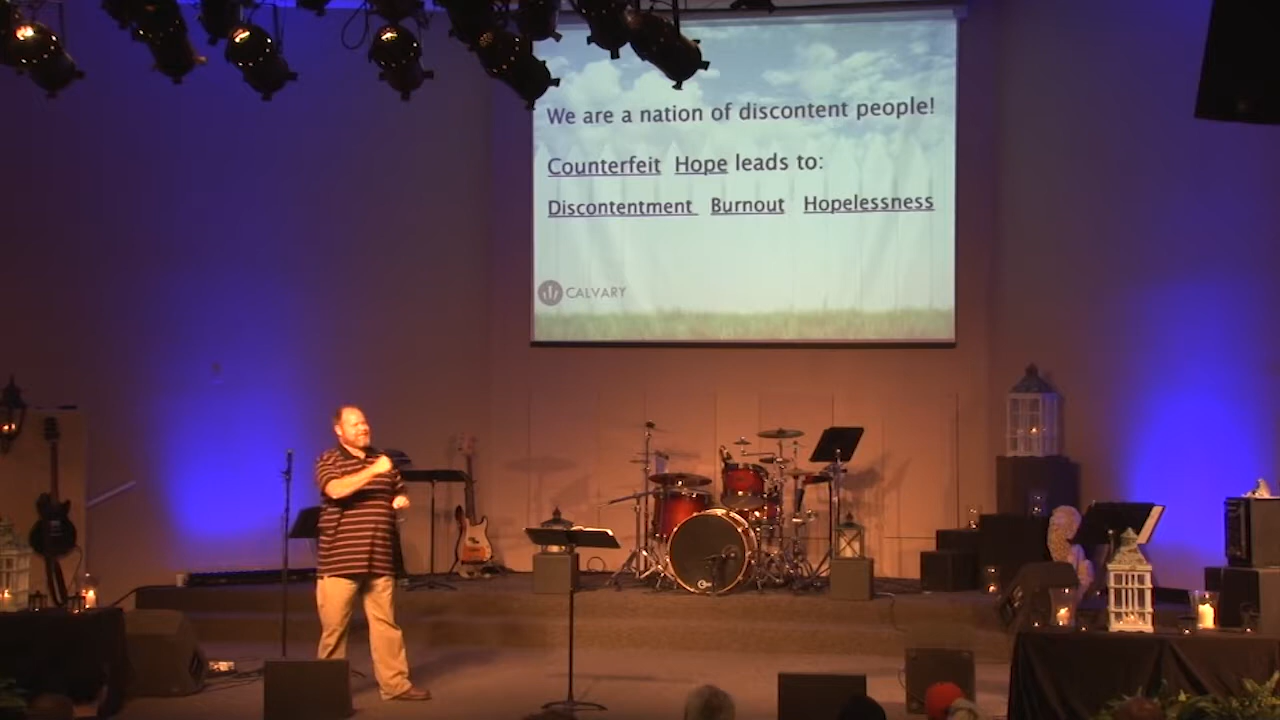 We are a nation of discontent people!
Counterfeit Hope leads to:
Discontentment Burnout Hopelessness
CALVARY